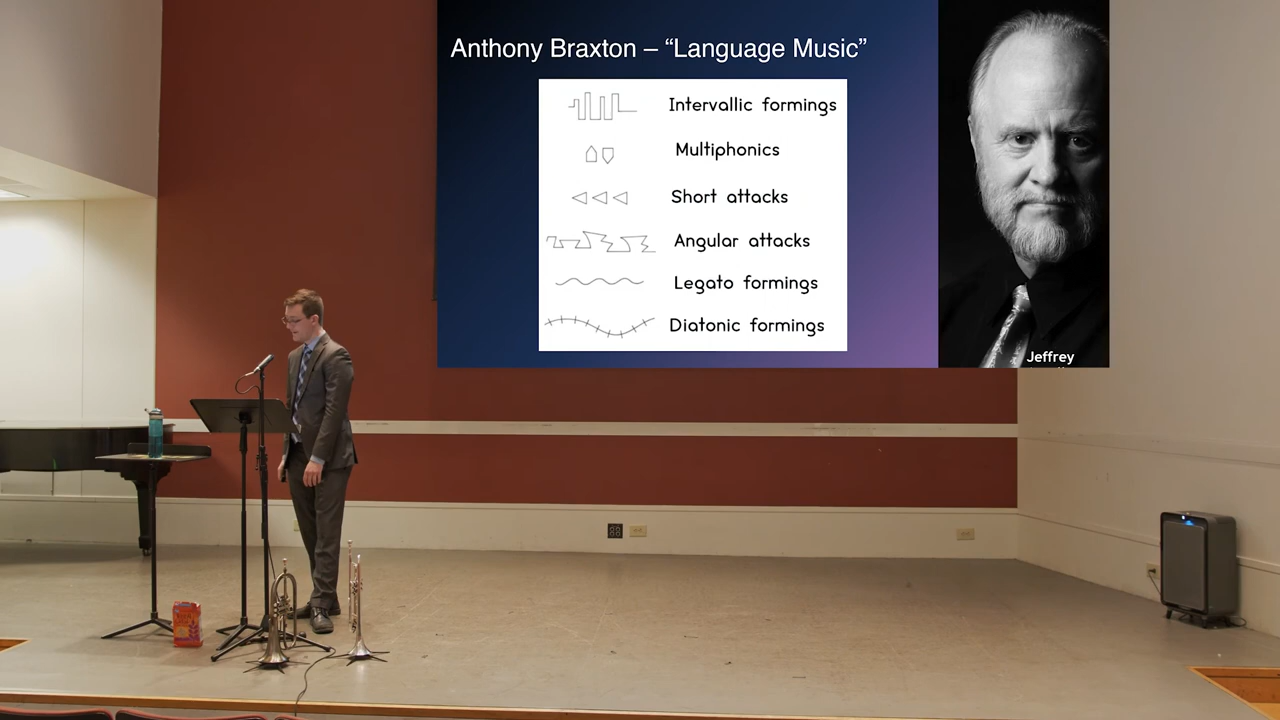 Anthony Braxton – “Language Music”
Intervallic formings
Multiphonics
Short attacks
Angular attacks
Legato formings
Diatonic formings
Jeffrey